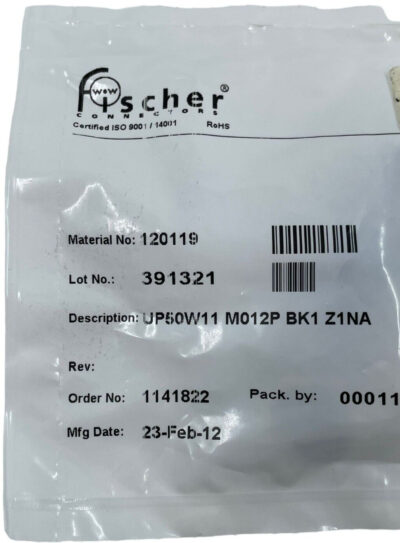 Fischer®
wow
CONNECTORS
Certified ISO 9001 / 14001 RoHS
Material No: 120119
Lot No.: 391321
Description: UP50W11 M012P BK1 Z1NA
Rev:
Order No: 1141822 Pack. by: 00011
Mfg Date: 23-Feb-12